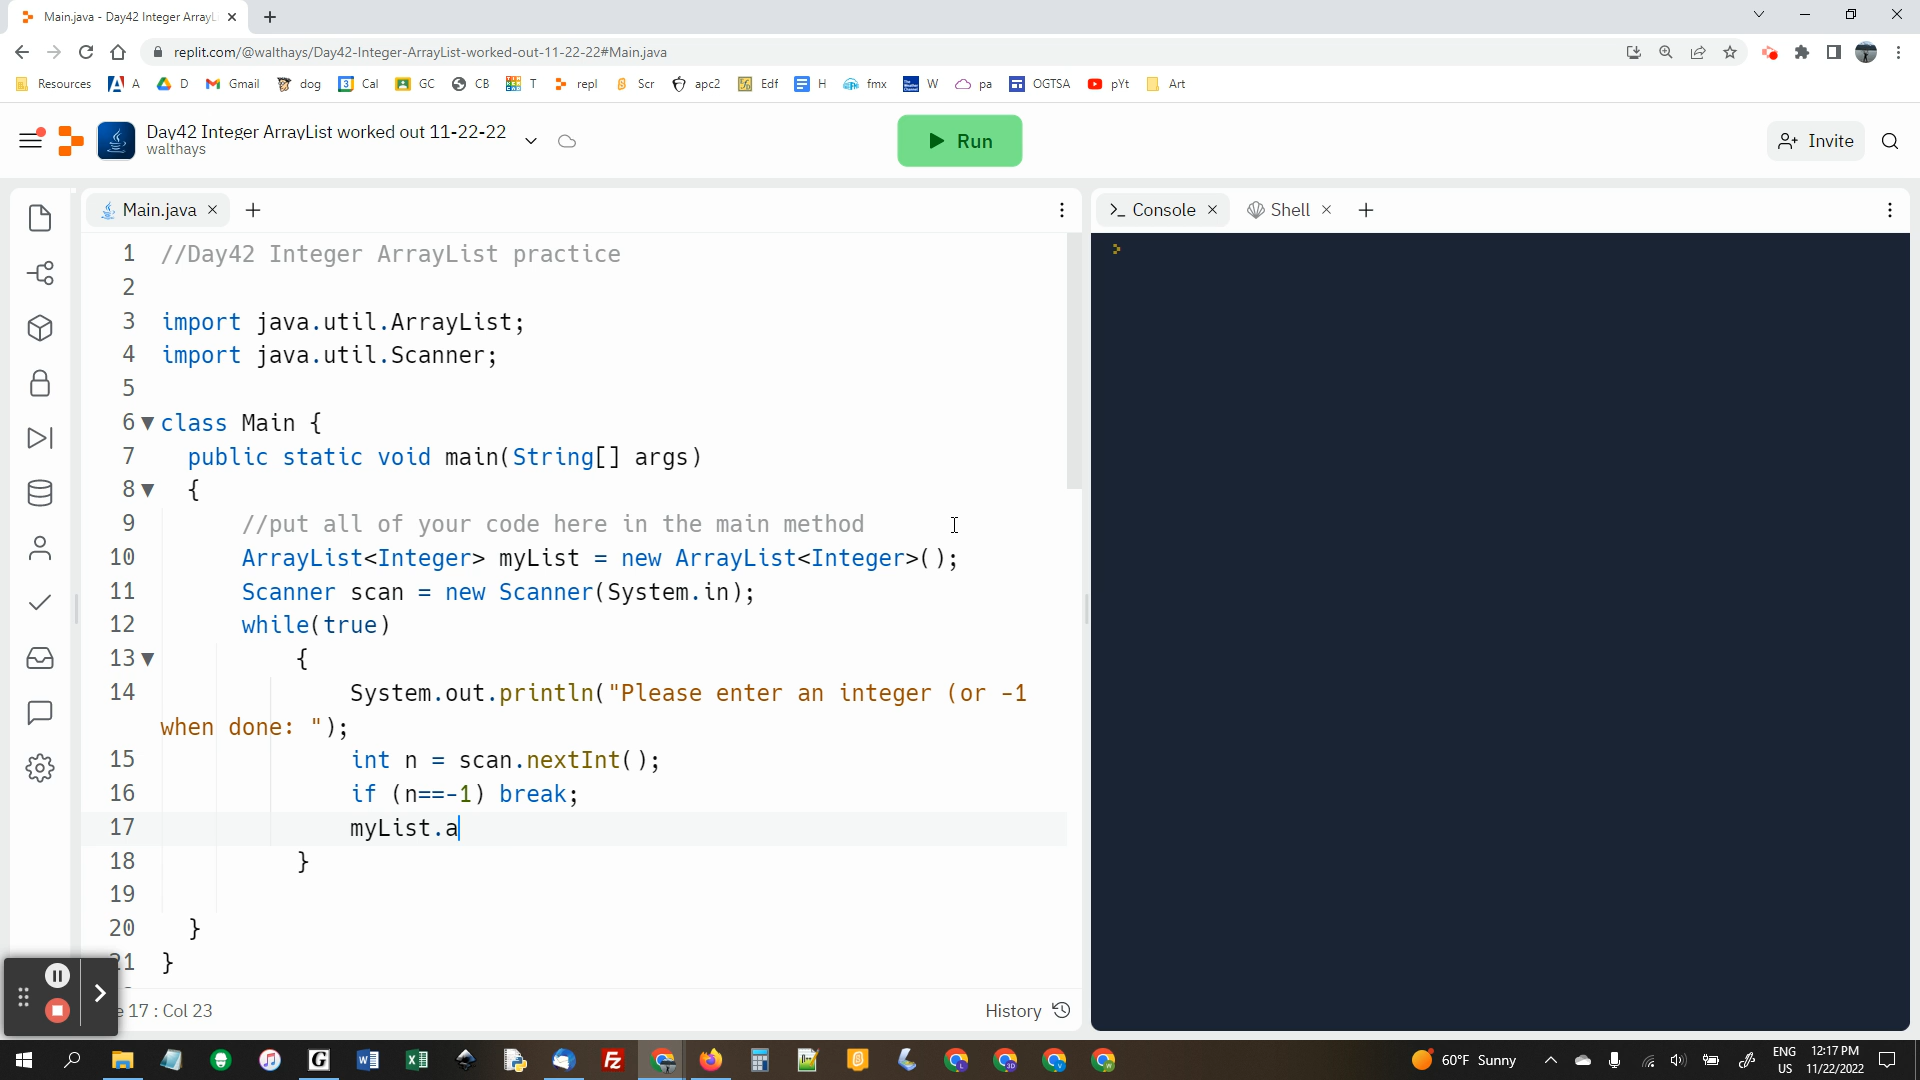 Main.java - Day42 Integer ArrayL
replit.com/@walthays/Day42-Integer-ArrayList-worked-out-11-22-22#Main.java
Resources A D Gmail dog Cal GC CB T repl Scr apc2 Edf H fmx W pa OGTSA pYt Art
Day42 Integer ArrayList worked out 11-22-22
walthays
Run
Invite
Main.java
Console
Shell
1 //Day42 Integer ArrayList practice
2
3 import java.util.ArrayList;
4 import java.util.Scanner;
5
6 class Main {
7 public static void main(String[] args)
8 {
9 //put all of your code here in the main method
10 ArrayList<Integer> myList = new ArrayList<Integer>();
11 Scanner scan = new Scanner(System.in);
12 while(true)
13 {
14 System.out.println("Please enter an integer (or -1
when done: ");
15 int n = scan.nextInt();
16 if (n==-1) break;
17 myList.a
18 }
19
20 }
21 }
17 : Col 23
History
60°F Sunny
ENG
US
12:17 PM
11/22/2022